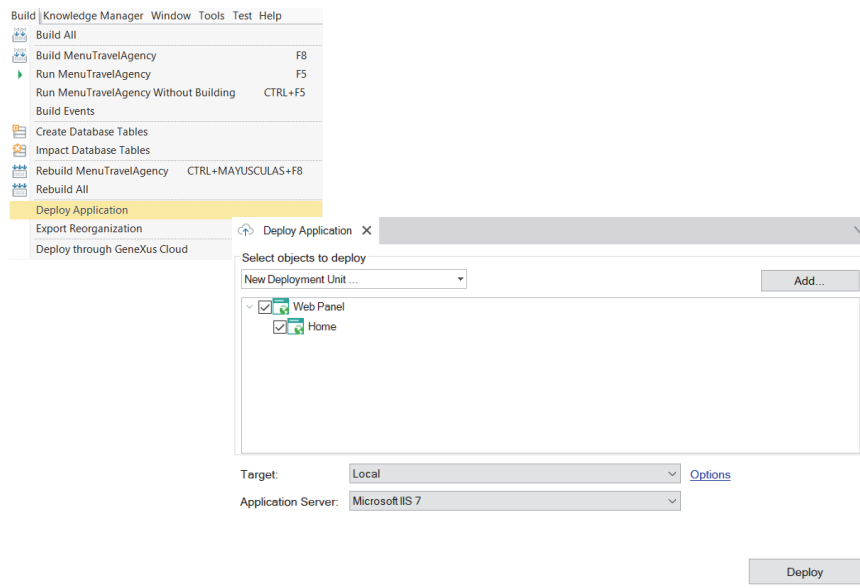 Build Knowledge Manager Window Tools Test Help
Build All
Build MenuTravelAgency F8
Run MenuTravelAgency F5
Run MenuTravelAgency Without Building CTRL+F5
Build Events
Create Database Tables
Impact Database Tables
Rebuild MenuTravelAgency CTRL+MAYUSCULAS+F8
Rebuild All
Deploy Application
Export Reorganization
Deploy through GeneXus Cloud
Deploy Application
Select objects to deploy
New Deployment Unit ... Add...
Web Panel
Home
Target: Local Options
Application Server: Microsoft IIS 7
Deploy